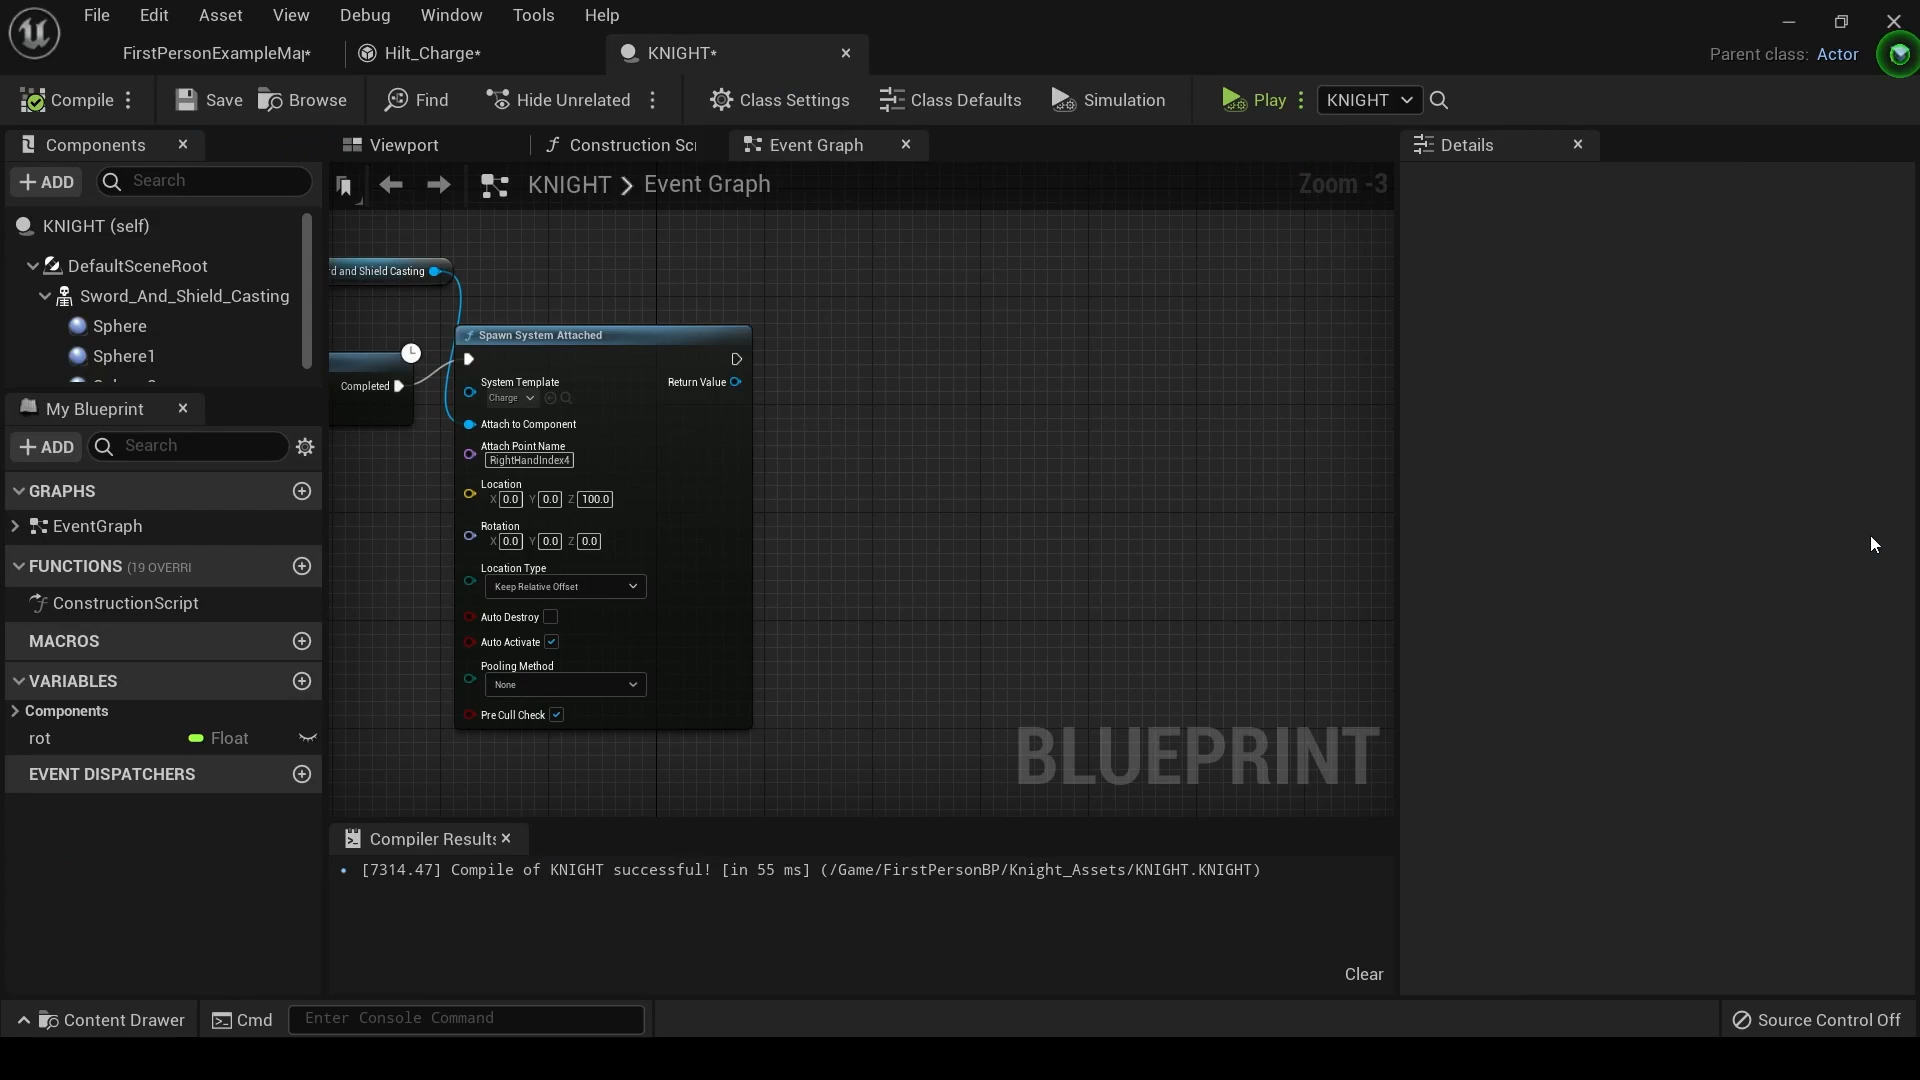 File Edit Asset View Debug Window Tools Help
FirstPersonExampleMap*
Hilt_Charge*
KNIGHT*
Parent class: Actor
Compile
Save
Browse
Find
Hide Unrelated
Class Settings
Class Defaults
Simulation
Play
KNIGHT
Components
Viewport
Construction Scr
Event Graph
Details
ADD
Search
KNIGHT > Event Graph
Zoom -3
KNIGHT (self)
DefaultSceneRoot
Sword_And_Shield_Casting
Sphere
Sphere1
rd and Shield Casting
Spawn System Attached
Completed
System Template
Charge
Return Value
Attach to Component
Attach Point Name
RightHandIndex4
Location
X 0.0 Y 0.0 Z 100.0
Rotation
X 0.0 Y 0.0 Z 0.0
Location Type
Keep Relative Offset
Auto Destroy
Auto Activate
Pooling Method
None
Pre Cull Check
BLUEPRINT
My Blueprint
ADD
Search
GRAPHS
EventGraph
FUNCTIONS (19 OVERRI
ConstructionScript
MACROS
VARIABLES
Components
rot Float
EVENT DISPATCHERS
Compiler Results
[7314.47] Compile of KNIGHT successful! [in 55 ms] (/Game/FirstPersonBP/Knight_Assets/KNIGHT.KNIGHT)
Clear
Content Drawer
Cmd
Enter Console Command
Source Control Off